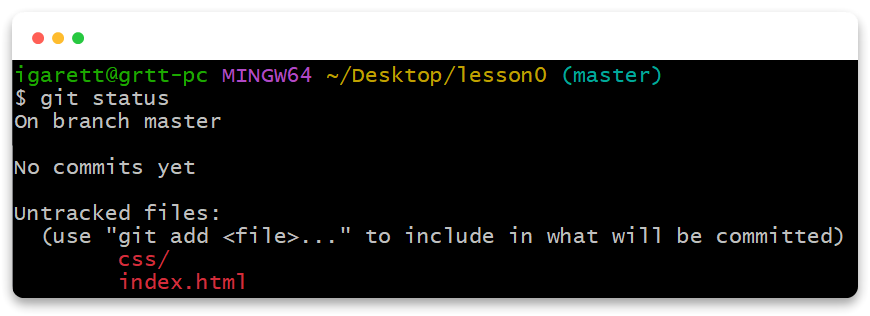 igarett@grtt-pc MINGW64 ~/Desktop/lesson0 (master)
$ git status
On branch master
No commits yet
Untracked files:
  (use "git add <file>..." to include in what will be committed)
        css/
        index.html